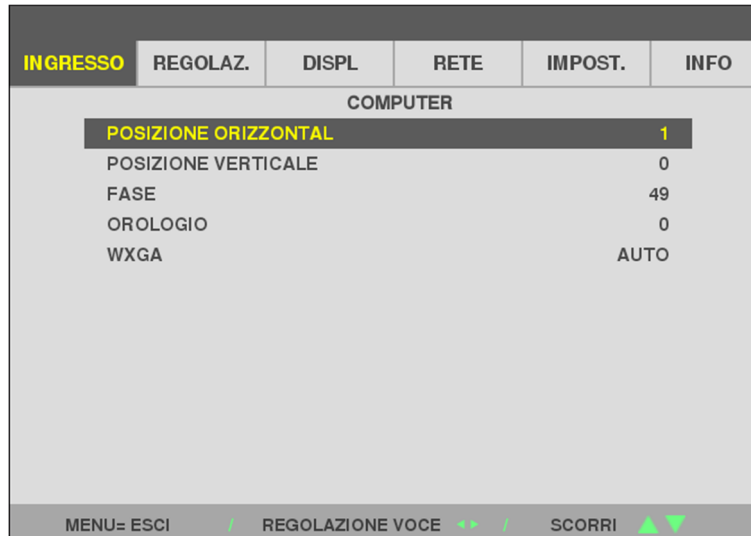 INGRESSO REGOLAZ. DISPL RETE IMPOST. INFO
COMPUTER
POSIZIONE ORIZZONTAL 1
POSIZIONE VERTICALE 0
FASE 49
OROLOGIO 0
WXGA AUTO
MENU= ESCI / REGOLAZIONE VOCE / SCORRI